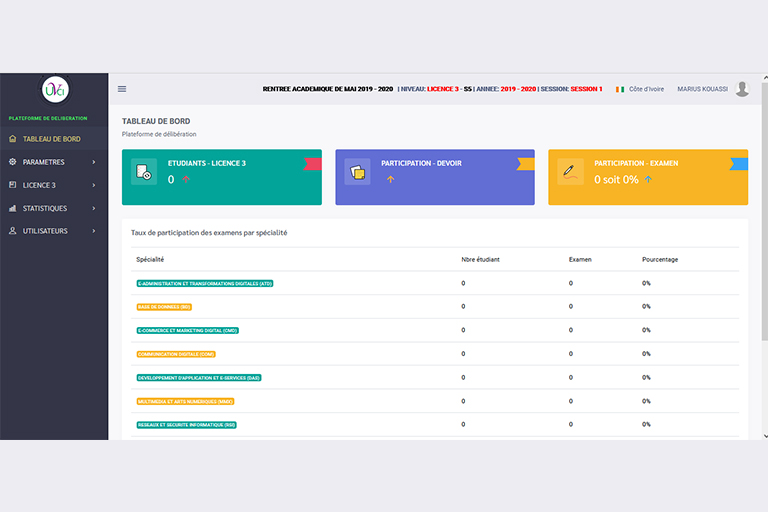 UVCI
RENTREE ACADEMIQUE DE MAI 2019 - 2020 | NIVEAU: LICENCE 3 - S5 | ANNEE: 2019 - 2020 | SESSION: SESSION 1
Côte d'Ivoire
MARIUS KOUASSI
PLATEFORME DE DELIBERATION
TABLEAU DE BORD
PARAMETRES
LICENCE 3
STATISTIQUES
UTILISATEURS
TABLEAU DE BORD
Plateforme de délibération
ETUDIANTS - LICENCE 3
0
PARTICIPATION - DEVOIR
PARTICIPATION - EXAMEN
0 soit 0%
Taux de participation des examens par spécialité
Spécialité Nbre étudiant Examen Pourcentage
E-ADMINISTRATION ET TRANSFORMATIONS DIGITALES (ATD) 0 0 0%
BASE DE DONNEES (BD) 0 0 0%
E-COMMERCE ET MARKETING DIGITAL (CMD) 0 0 0%
COMMUNICATION DIGITALE (COM) 0 0 0%
DEVELOPPEMENT D'APPLICATION ET E-SERVICES (DAS) 0 0 0%
MULTIMEDIA ET ARTS NUMERIQUES (MMX) 0 0 0%
RESEAUX ET SECURITE INFORMATIQUE (RSI) 0 0 0%